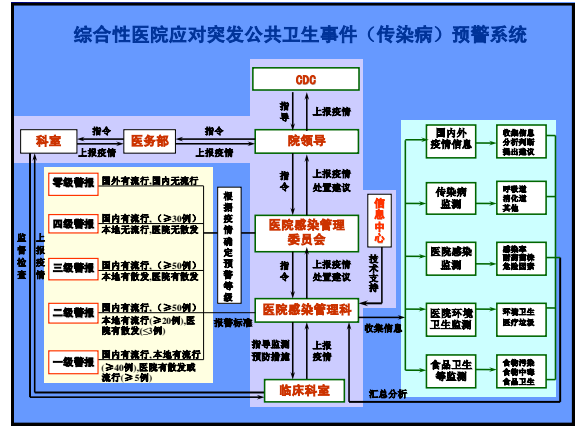 综合性医院应对突发公共卫生事件（传染病）预警系统
CDC
指导
上报疫情
科室
指令
上报疫情
医务部
指令
上报疫情
院领导
指令
上报疫情
处置建议
零级警报
国外有流行,国内无流行
四级警报
国内有流行,（≥30例）
本地无流行,医院无散发
三级警报
国内有流行,（≥50例）
本地有散发,医院有散发
二级警报
国内有流行,（≥50例）
本地有流行(≥20例),医
院有散发(≤3例)
一级警报
国内有流行,本地有流行
(≥40例),医院有散发或
流行(≥5例)
监督检查
上报疫情
根据疫情确定预警等级
医院感染管理
委员会
信息中心
技术支持
指令
上报疫情
处置建议
医院感染管理科
报警标准
收集信息
指导监测
预防措施
上报
疫情
临床科室
汇总分析
国内外
疫情信息
收集信息
分析判断
提出建议
传染病
监测
呼吸道
消化道
其他
医院感染
监测
感染率
耐药菌株
危险因素
医院环境
卫生监测
环境卫生
医疗垃圾
食品卫生
等监测
食物污染
食物中毒
食品卫生